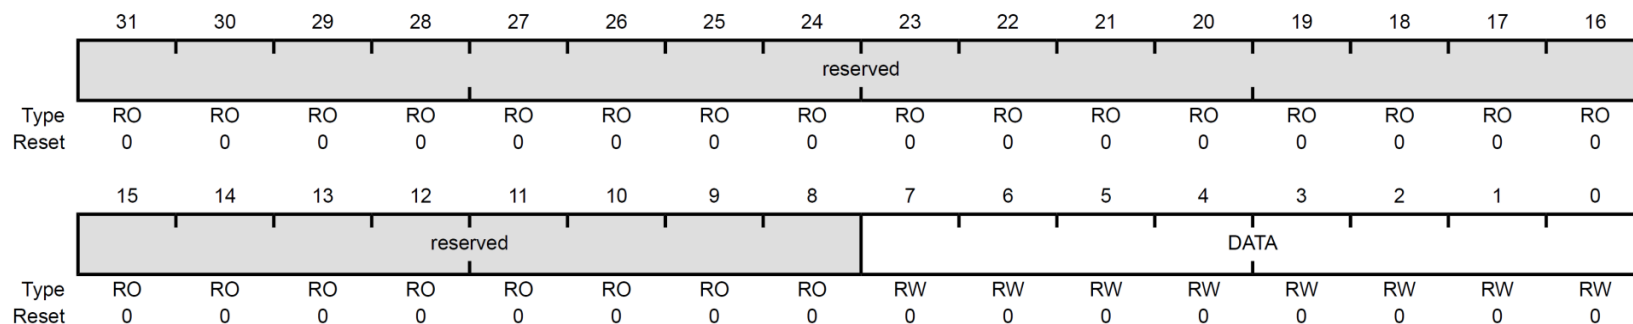 31 30 29 28 27 26 25 24 23 22 21 20 19 18 17 16
reserved
Type RO RO RO RO RO RO RO RO RO RO RO RO RO RO RO RO
Reset 0 0 0 0 0 0 0 0 0 0 0 0 0 0 0 0
15 14 13 12 11 10 9 8 7 6 5 4 3 2 1 0
reserved DATA
Type RO RO RO RO RO RO RO RO RW RW RW RW RW RW RW RW
Reset 0 0 0 0 0 0 0 0 0 0 0 0 0 0 0 0